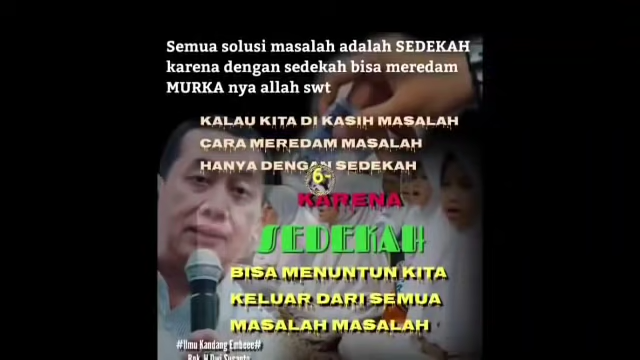 Semua solusi masalah adalah SEDEKAH
karena dengan sedekah bisa meredam
MURKA nya allah swt
KALAU KITA DI KASIH MASALAH
CARA MEREDAM MASALAH
HANYA DENGAN SEDEKAH
6-
KARENA
SEDEKAH
BISA MENUNTUN KITA
KELUAR DARI SEMUA
MASALAH MASALAH
#Ilmu Kandang Embeee#